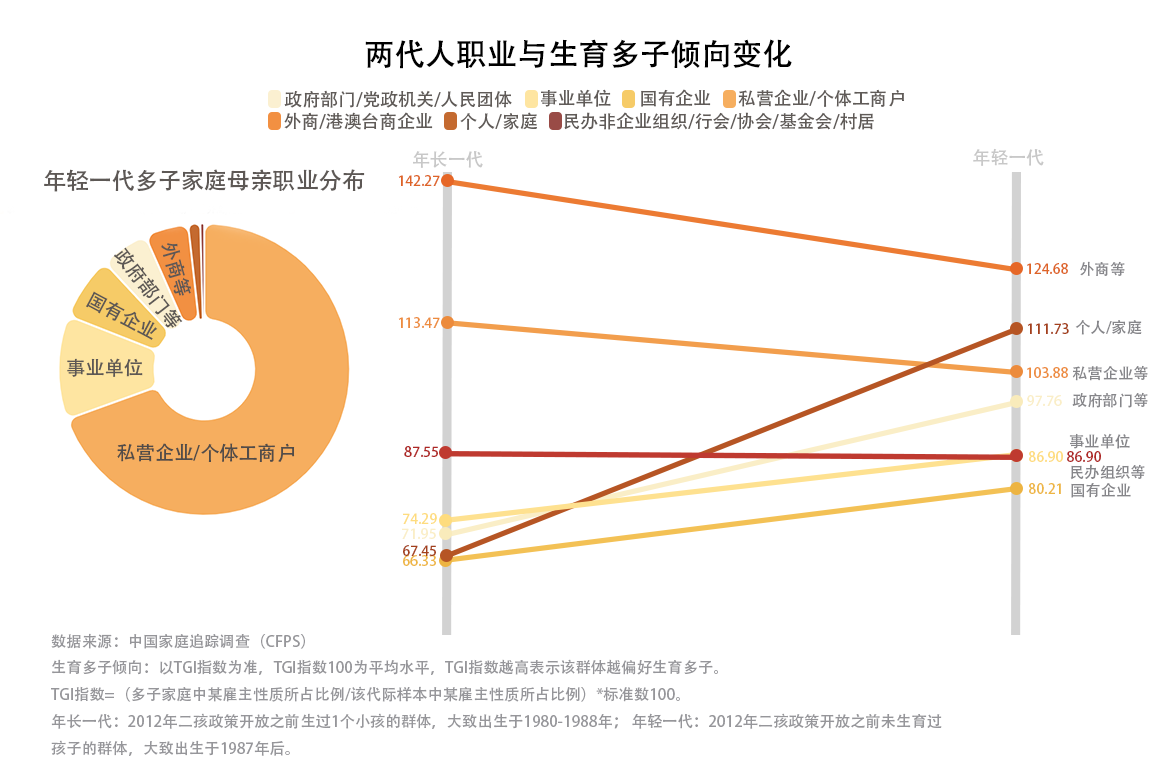 两代人职业与生育多子倾向变化
政府部门/党政机关/人民团体 事业单位 国有企业 私营企业/个体工商户
外商/港澳台商企业 个人/家庭 民办非企业组织/行会/协会/基金会/村居
年长一代
年轻一代
年轻一代多子家庭母亲职业分布
外商等
政府部门等
国有企业
事业单位
私营企业/个体工商户
142.27
113.47
87.55
74.29
71.95
67.45
66.33
124.68 外商等
111.73 个人/家庭
103.88 私营企业等
97.76 政府部门等
事业单位
86.90 86.90
民办组织等
80.21 国有企业
数据来源：中国家庭追踪调查（CFPS）
生育多子倾向：以TGI指数为准，TGI指数100为平均水平，TGI指数越高表示该群体越偏好生育多子。
TGI指数=（多子家庭中某雇主性质所占比例/该代际样本中某雇主性质所占比例）*标准数100。
年长一代：2012年二孩政策开放之前生过1个小孩的群体，大致出生于1980-1988年； 年轻一代：2012年二孩政策开放之前未生育过
孩子的群体，大致出生于1987年后。